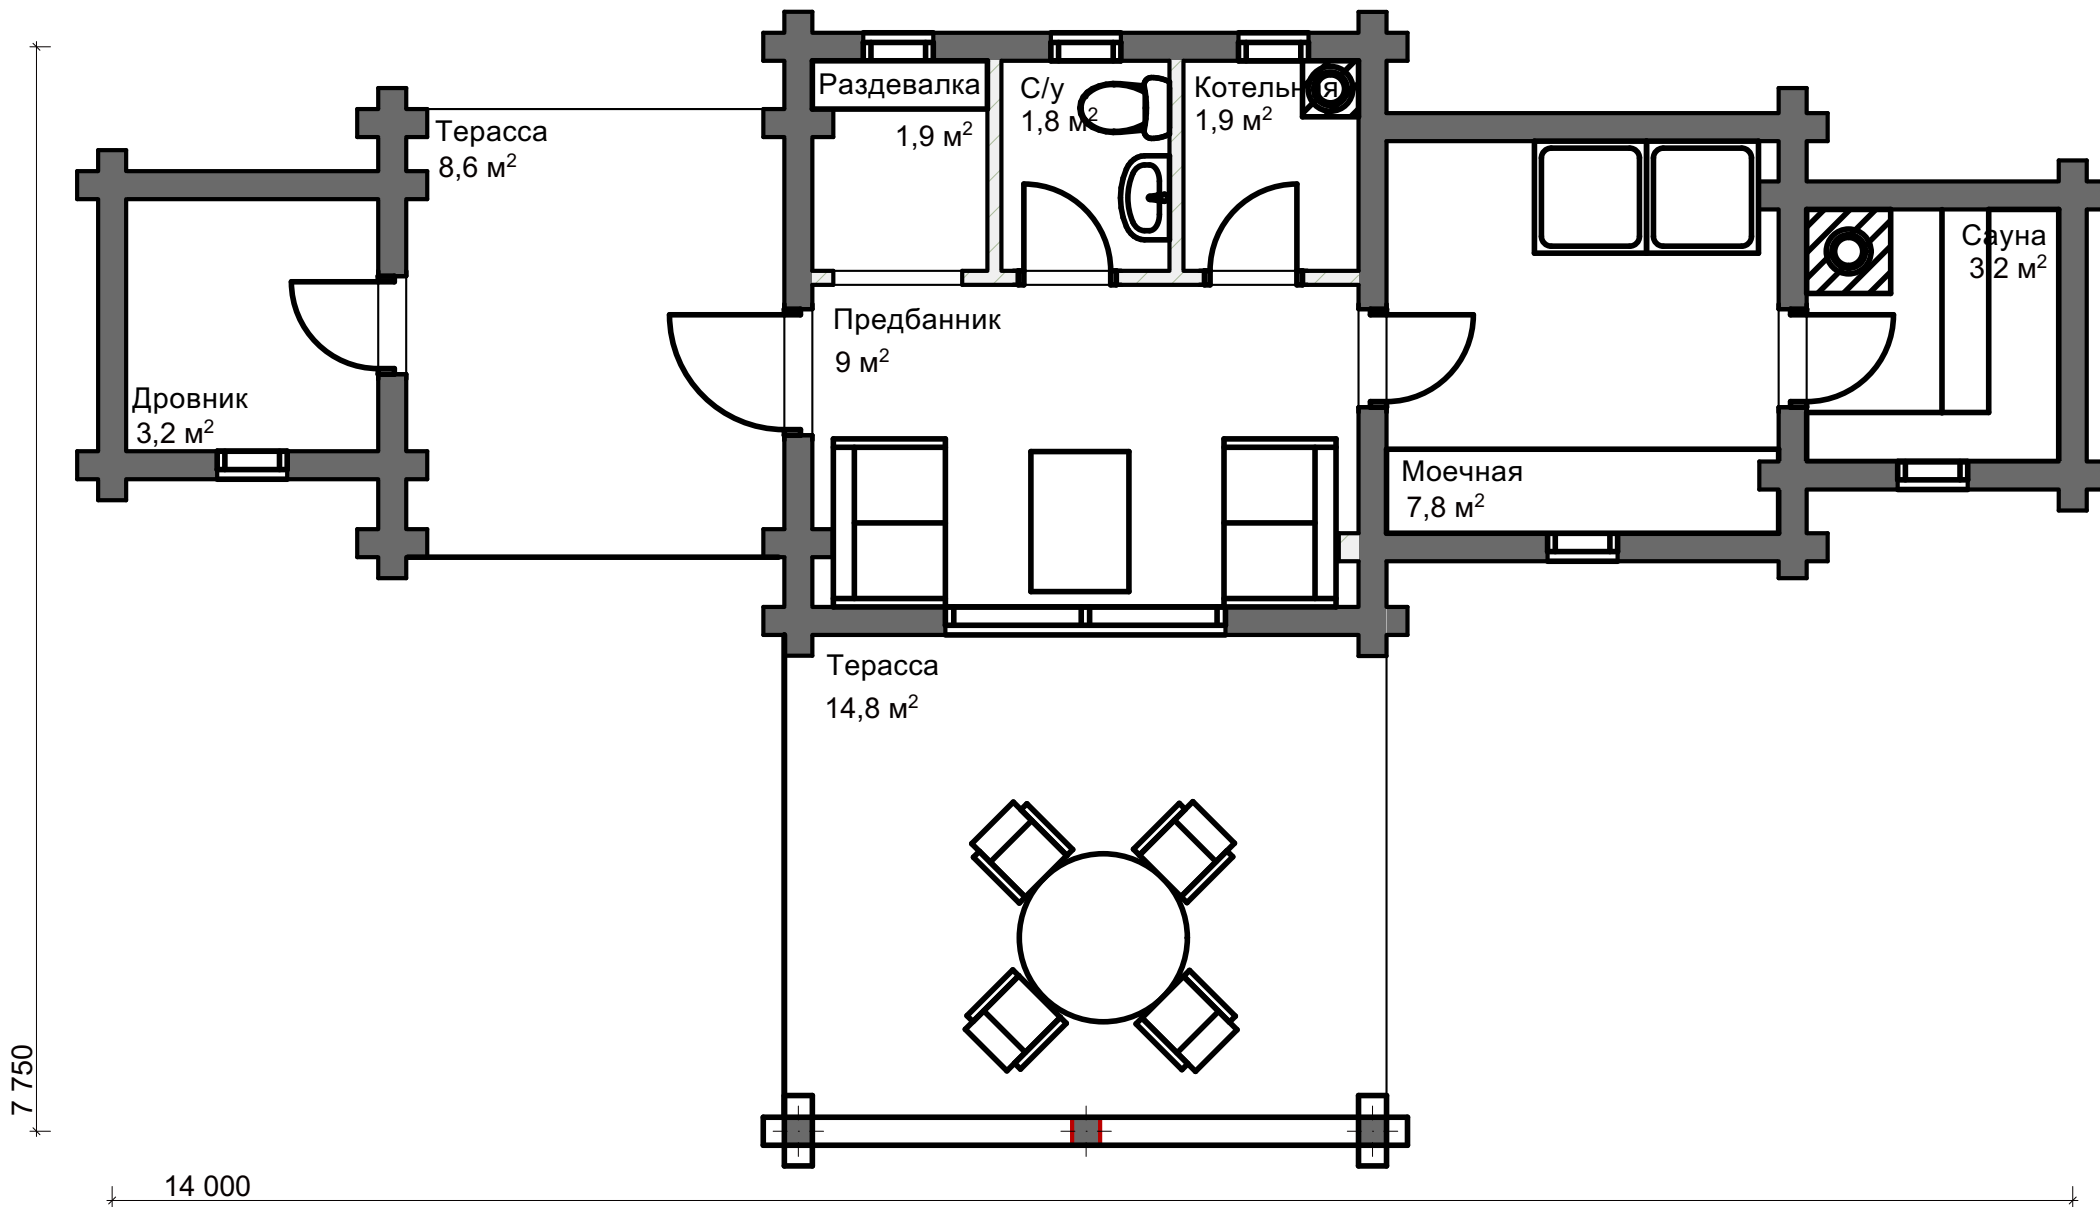 Раздевалка
1,9 м²
С/у
1,8 м²
Котельная
1,9 м²
Терасса
8,6 м²
Сауна
3,2 м²
Предбанник
9 м²
Дровник
3,2 м²
Моечная
7,8 м²
Терасса
14,8 м²
7 750
14 000